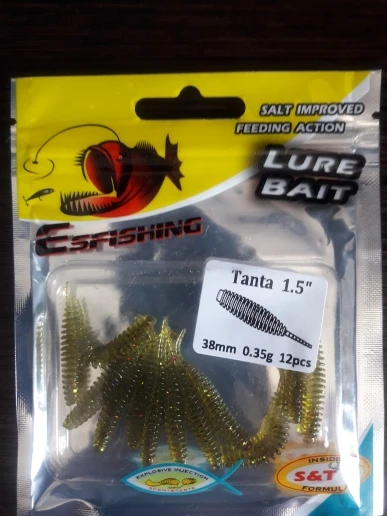 SALT IMPROVED
FEEDING ACTION
LURE
BAIT
ESFISHING
Tanta 1.5"
38mm 0.35g 12pcs
EXPLOSIVE INJECTION
INSIDE
S&T
FORMULA